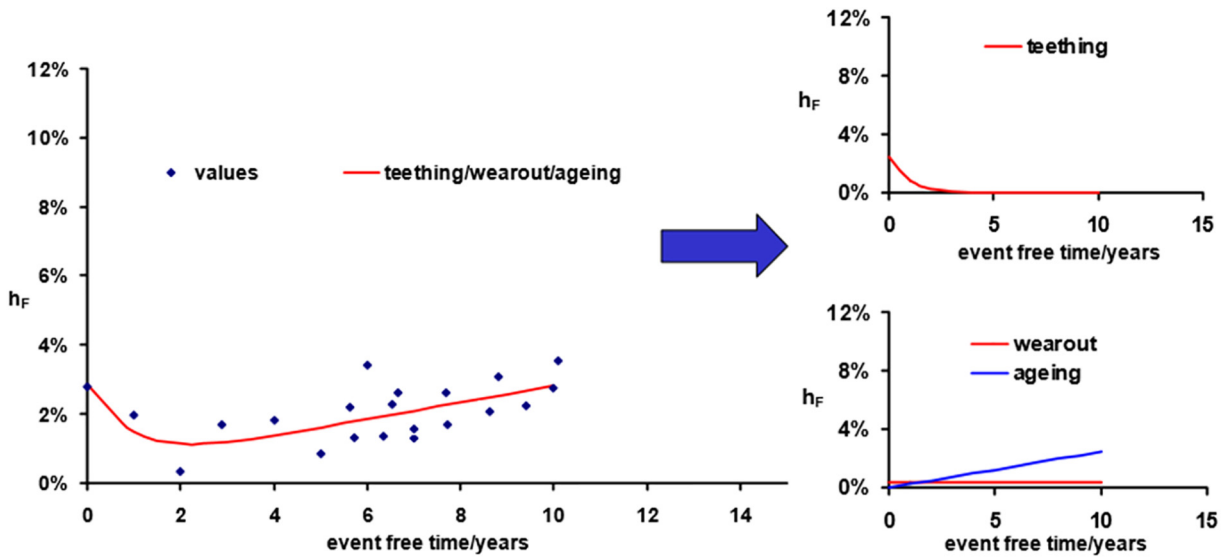 12%
10%
8%
6%
4%
2%
0%
h_F
values
teething/wearout/ageing
0 2 4 6 8 10 12 14
event free time/years
12%
8%
4%
0%
h_F
teething
0 5 10 15
event free time/years
12%
8%
4%
0%
h_F
wearout
ageing
0 5 10 15
event free time/years